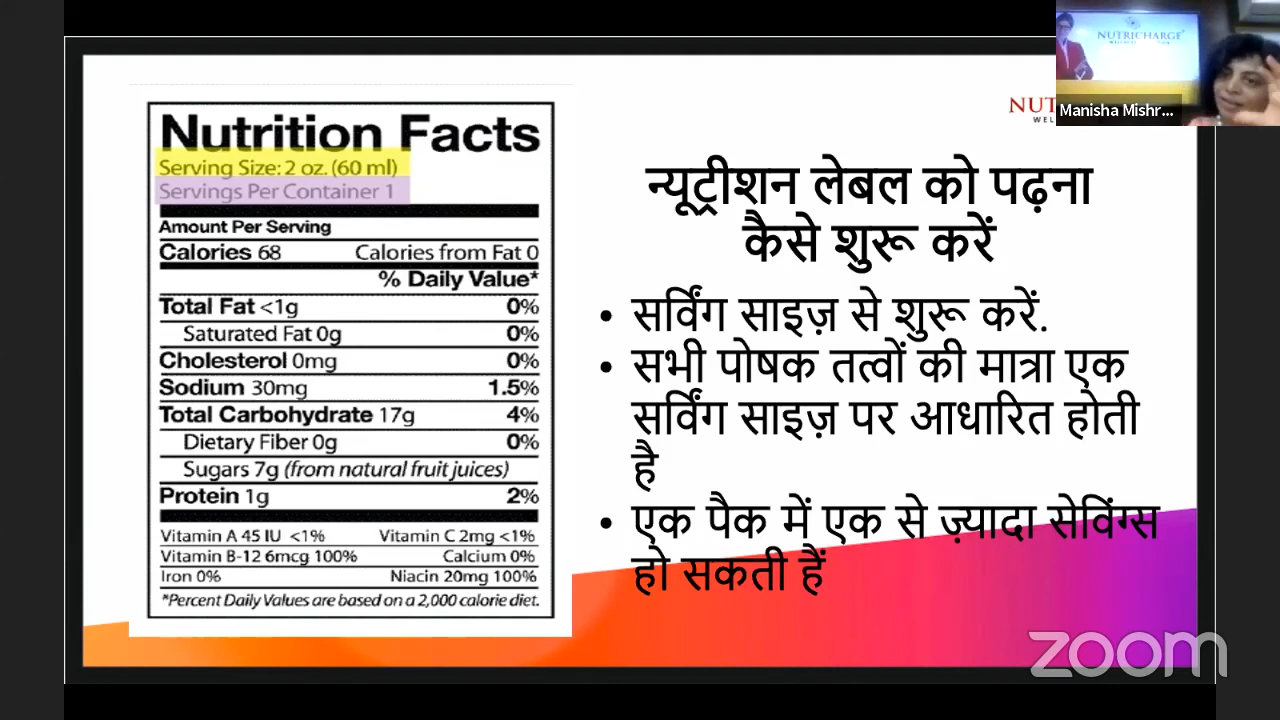 NUTRICHARGE
Manisha Mishr...
Nutrition Facts
Serving Size: 2 oz. (60 ml)
Servings Per Container 1
Amount Per Serving
Calories 68 Calories from Fat 0
% Daily Value*
Total Fat <1g 0%
Saturated Fat 0g 0%
Cholesterol 0mg 0%
Sodium 30mg 1.5%
Total Carbohydrate 17g 4%
Dietary Fiber 0g 0%
Sugars 7g (from natural fruit juices)
Protein 1g 2%
Vitamin A 45 IU <1% Vitamin C 2mg <1%
Vitamin B-12 6mcg 100% Calcium 0%
Iron 0% Niacin 20mg 100%
*Percent Daily Values are based on a 2,000 calorie diet.
न्यूट्रीशन लेबल को पढ़ना
कैसे शुरू करें
• सर्विंग साइज़ से शुरू करें.
• सभी पोषक तत्वों की मात्रा एक
सर्विंग साइज़ पर आधारित होती
है
• एक पैक में एक से ज़्यादा सेविंग्स
हो सकती हैं
zoom